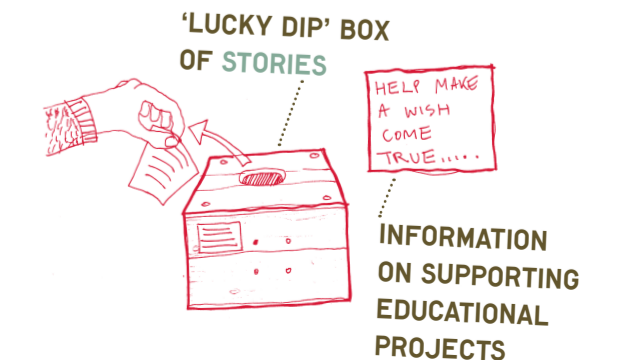 ‘LUCKY DIP’ BOX
OF STORIES
HELP MAKE
A WISH
COME
TRUE.....
INFORMATION
ON SUPPORTING
EDUCATIONAL
PROJECTS